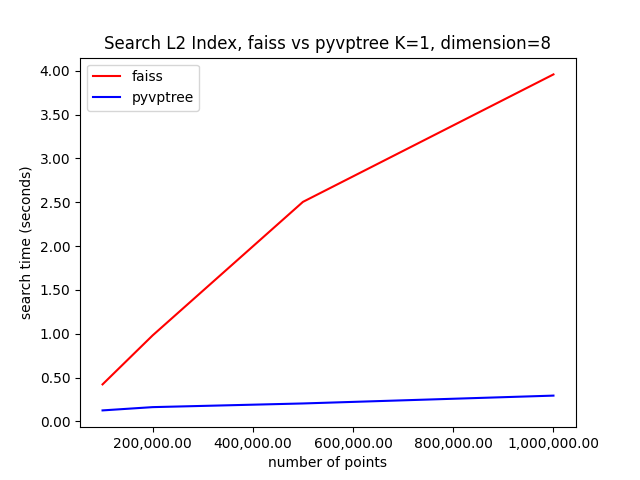 Search L2 Index, faiss vs pyvptree K=1, dimension=8
faiss
pyvptree
4.00
3.50
3.00
2.50
2.00
1.50
1.00
0.50
0.00
search time (seconds)
200,000.00 400,000.00 600,000.00 800,000.00 1,000,000.00
number of points